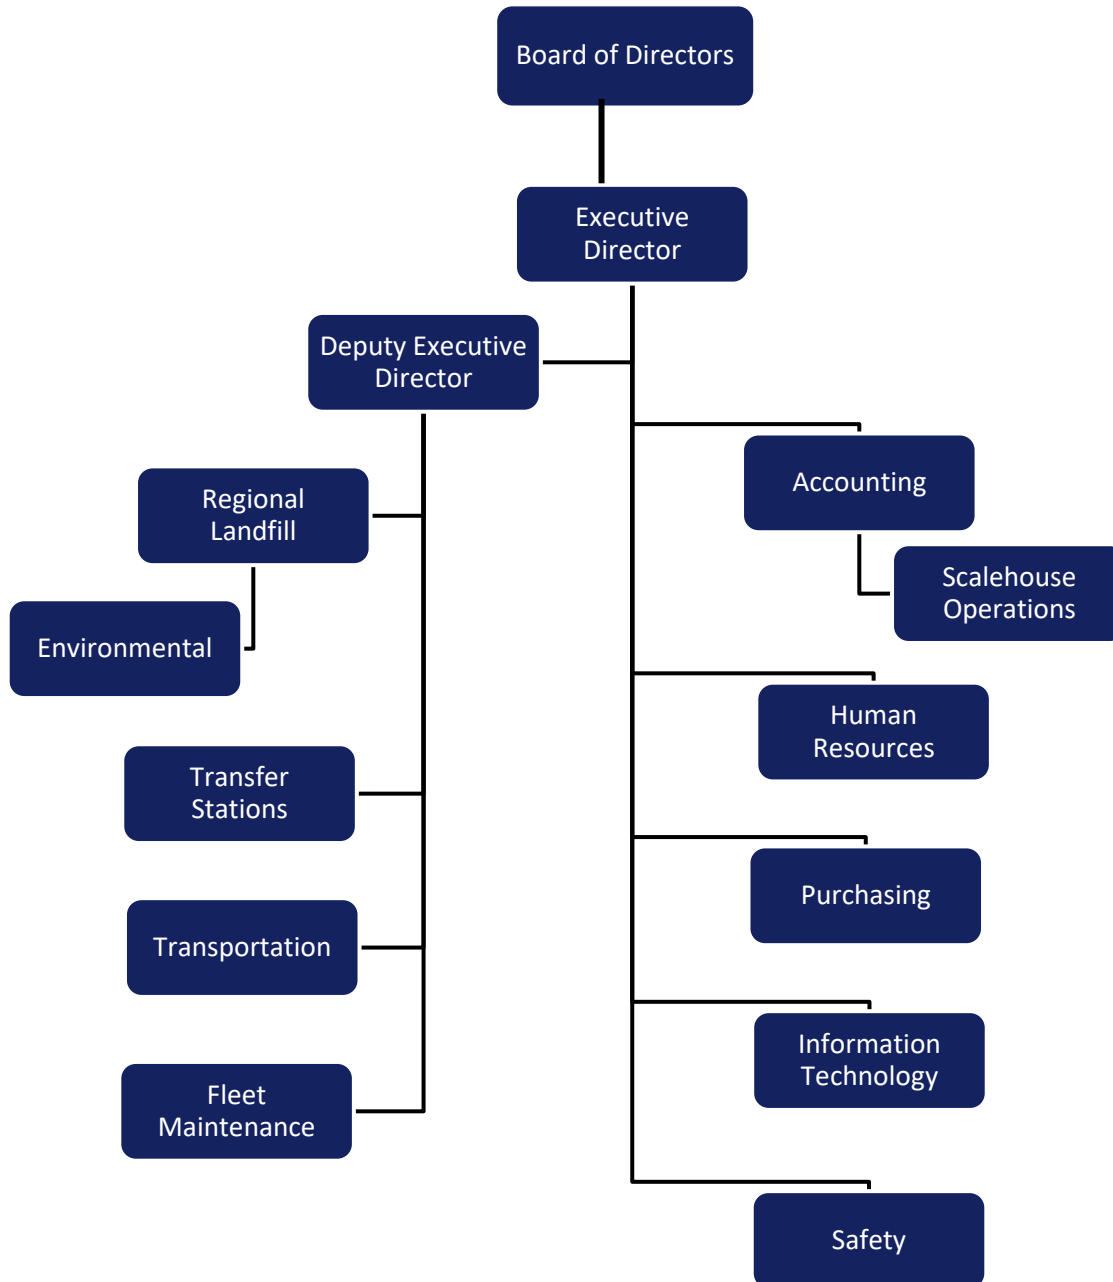 Board of Directors
Executive
Director
Deputy Executive
Director
Accounting
Regional
Landfill
Scalehouse
Operations
Environmental
Human
Resources
Transfer
Stations
Purchasing
Transportation
Information
Technology
Fleet
Maintenance
Safety